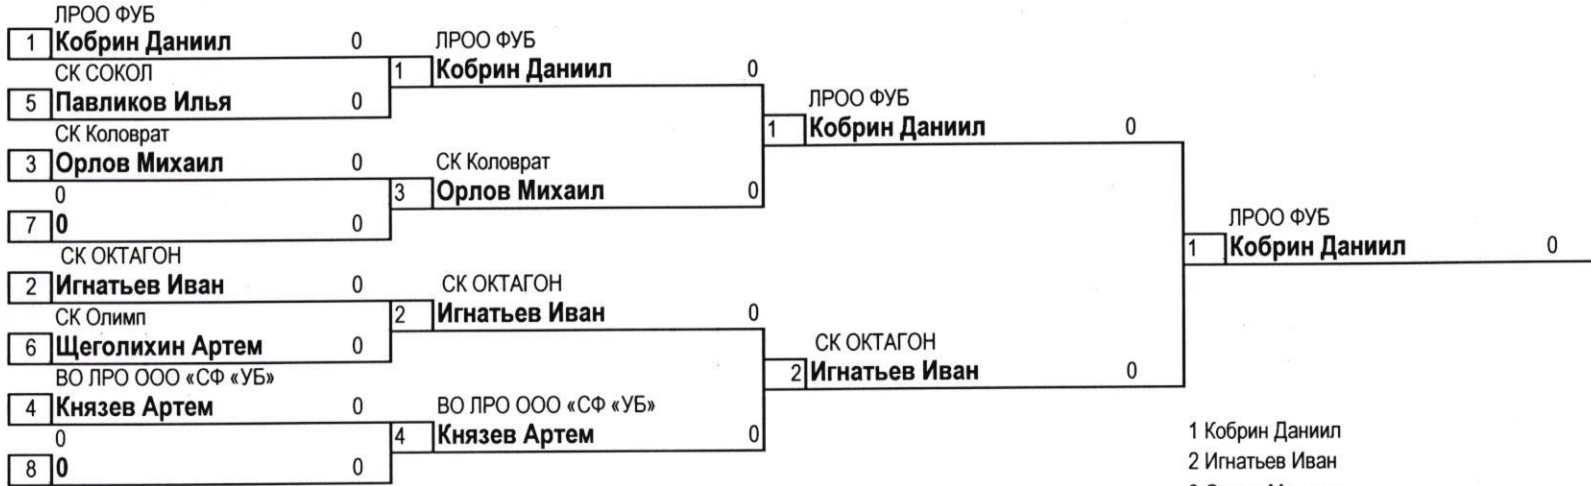 ЛРОО ФУБ
1 Кобрин Даниил 0
СК СОКОЛ
5 Павликов Илья 0
СК Коловрат
3 Орлов Михаил 0
0
7 0 0
СК ОКТАГОН
2 Игнатьев Иван 0
СК Олимп
6 Щеголихин Артем 0
ВО ЛРО ООО «СФ «УБ»
4 Князев Артем 0
0
8 0 0
ЛРОО ФУБ
1 Кобрин Даниил 0
СК Коловрат
3 Орлов Михаил 0
СК ОКТАГОН
2 Игнатьев Иван 0
ВО ЛРО ООО «СФ «УБ»
4 Князев Артем 0
ЛРОО ФУБ
1 Кобрин Даниил 0
СК ОКТАГОН
2 Игнатьев Иван 0
ЛРОО ФУБ
1 Кобрин Даниил 0
1 Кобрин Даниил
2 Игнатьев Иван